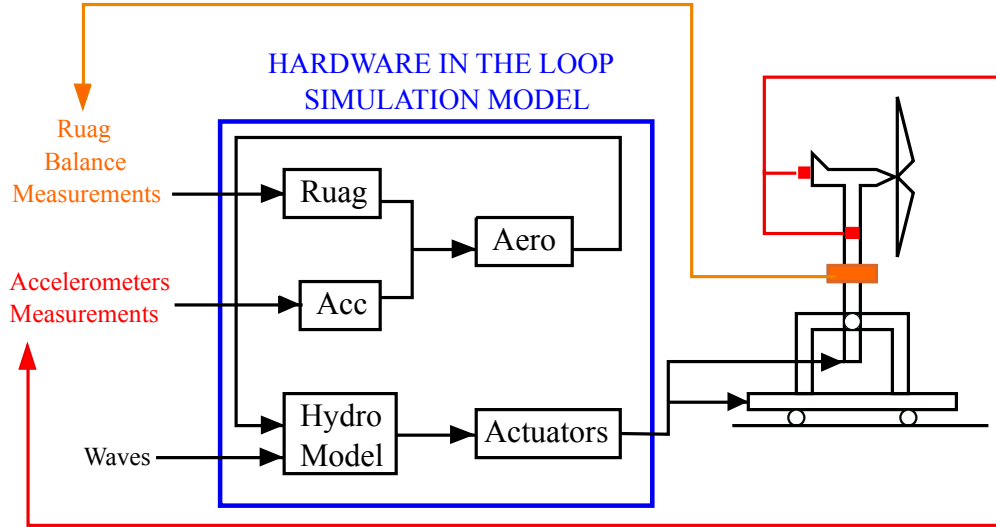 HARDWARE IN THE LOOP
SIMULATION MODEL
Ruag
Balance
Measurements
Ruag
Aero
Accelerometers
Measurements
Acc
Hydro
Model
Actuators
Waves